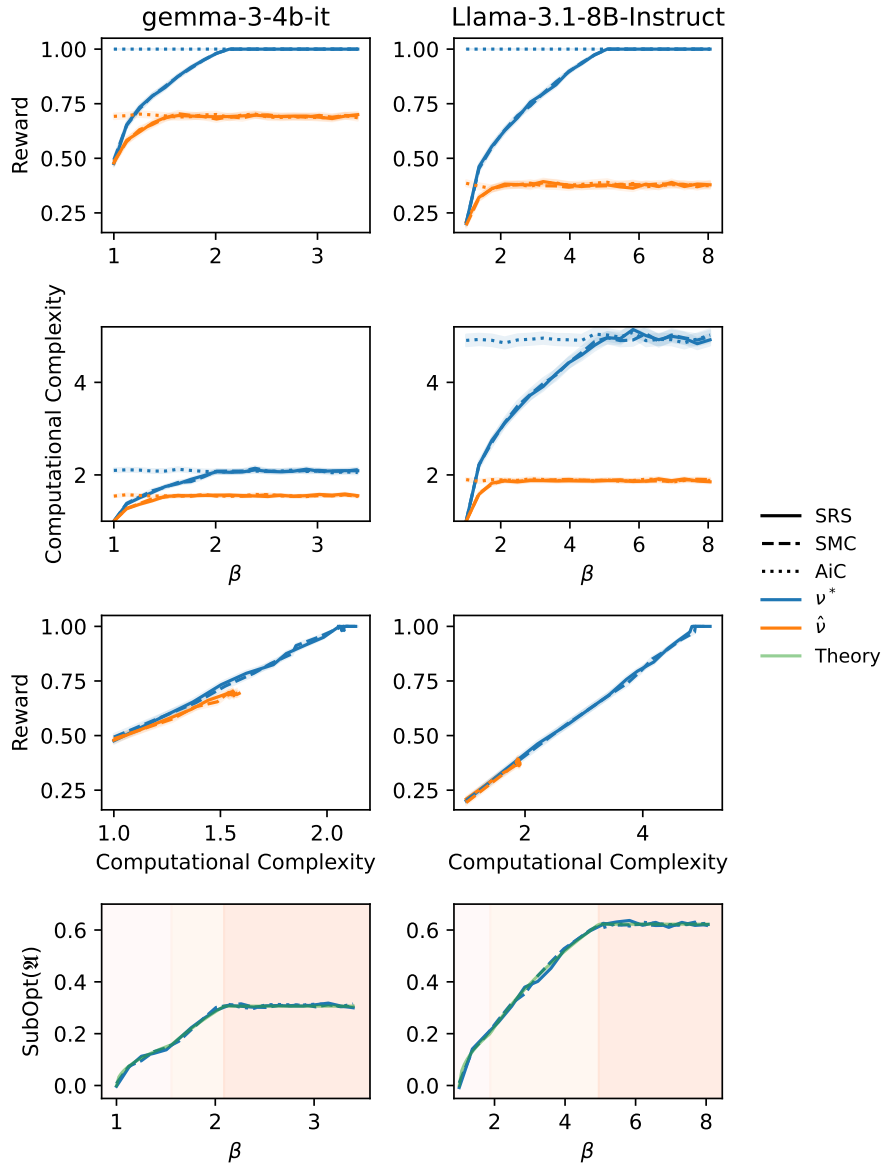 gemma-3-4b-it
Llama-3.1-8B-Instruct
Reward
1.00
0.75
0.50
0.25
1 2 3
1.00
0.75
0.50
0.25
2 4 6 8
Computational Complexity
4
2
1 2 3
β
4
2
2 4 6 8
β
SRS
SMC
AiC
ν*
ν̂
Theory
Reward
1.00
0.75
0.50
0.25
1.0 1.5 2.0
Computational Complexity
1.00
0.75
0.50
0.25
2 4
Computational Complexity
SubOpt(𝔄)
0.6
0.4
0.2
0.0
1 2 3
β
0.6
0.4
0.2
0.0
2 4 6 8
β